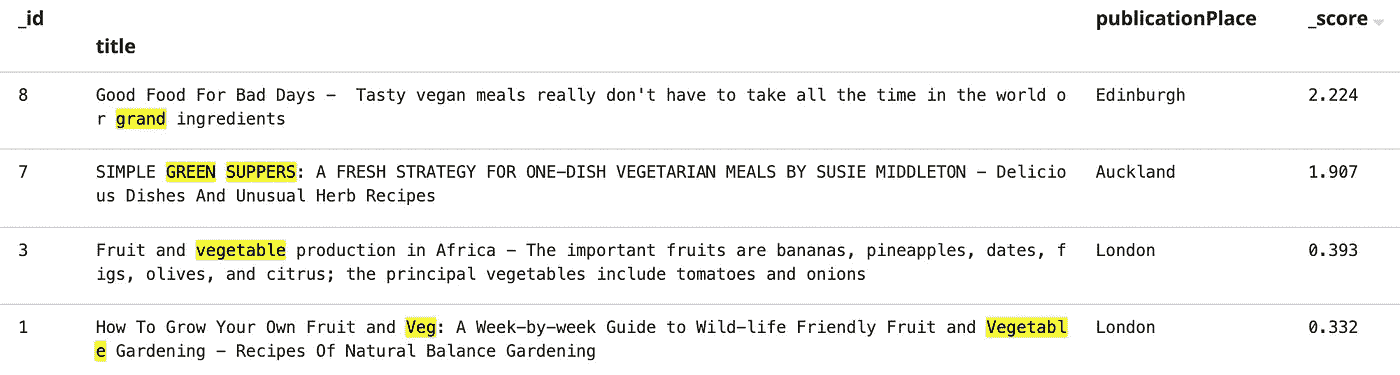 _id
title
publicationPlace
_score
8 Good Food For Bad Days –  Tasty vegan meals really don't have to take all the time in the world o Edinburgh 2.224
r grand ingredients
7 SIMPLE GREEN SUPPERS: A FRESH STRATEGY FOR ONE–DISH VEGETARIAN MEALS BY SUSIE MIDDLETON – Delicio Auckland 1.907
us Dishes And Unusual Herb Recipes
3 Fruit and vegetable production in Africa – The important fruits are bananas, pineapples, dates, f London 0.393
igs, olives, and citrus; the principal vegetables include tomatoes and onions
1 How To Grow Your Own Fruit and Veg: A Week–by–week Guide to Wild–life Friendly Fruit and Vegetabl London 0.332
e Gardening – Recipes Of Natural Balance Gardening